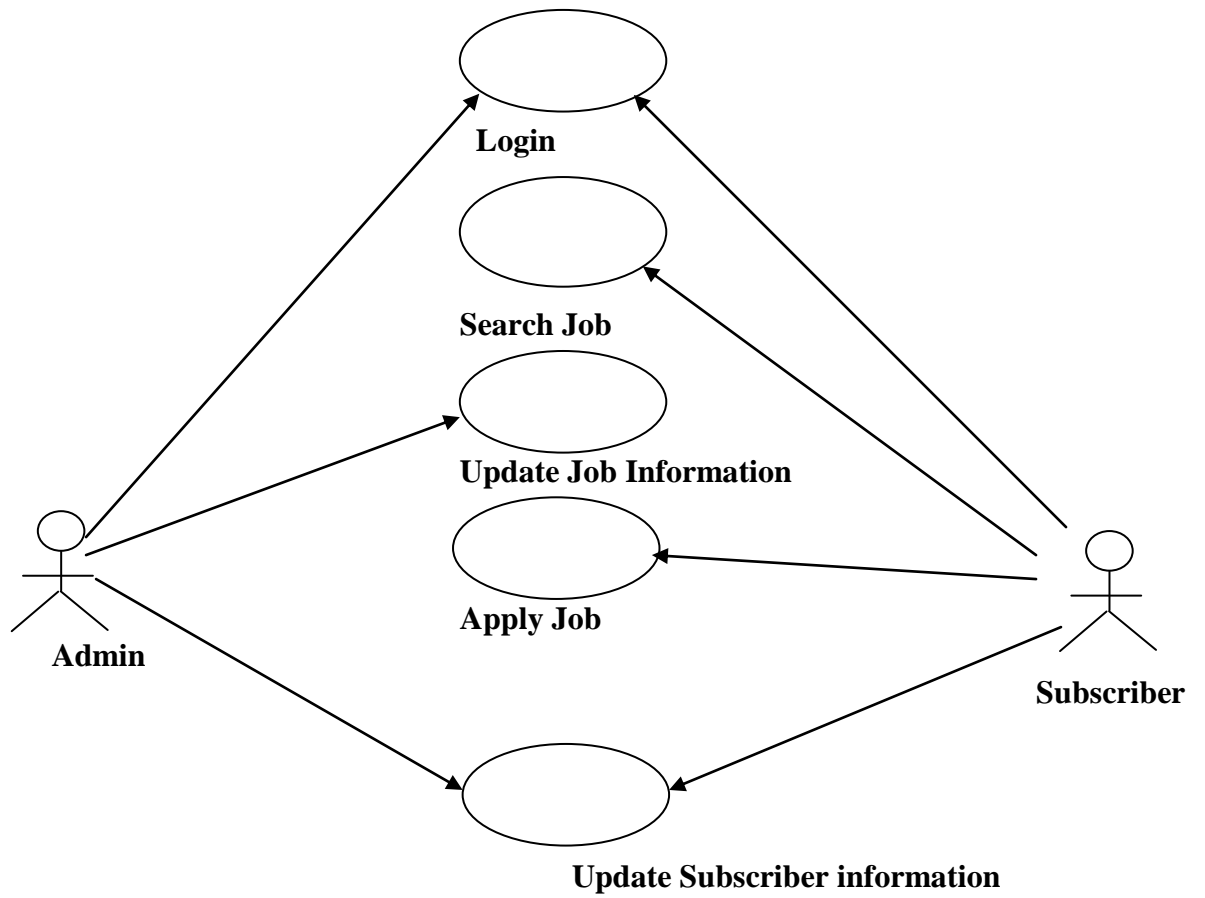 Login
Search Job
Update Job Information
Apply Job
Admin
Subscriber
Update Subscriber information